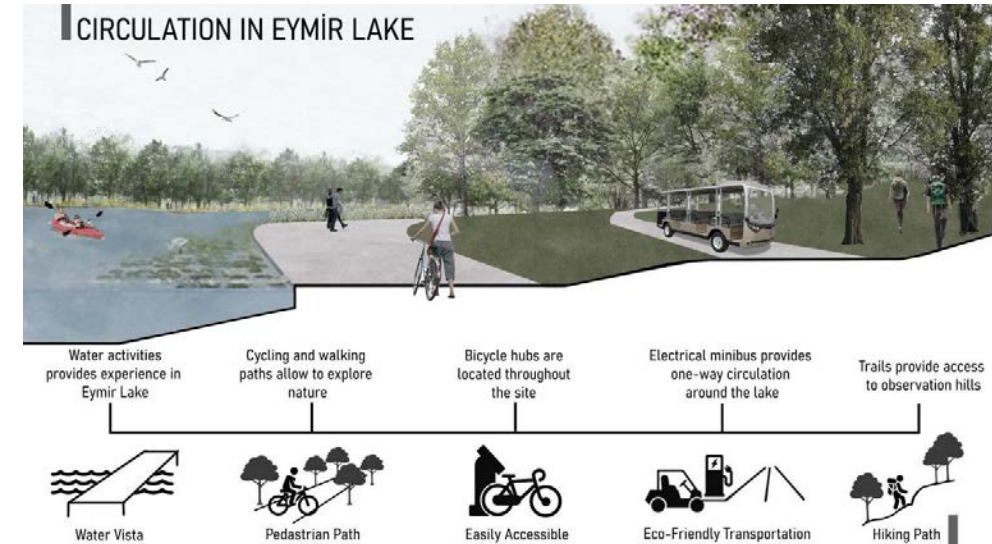 CIRCULATION IN EYMİR LAKE
Water activities
provides experience in
Eymir Lake
Cycling and walking
paths allow to explore
nature
Bicycle hubs are
located throughout
the site
Electrical minibus provides
one-way circulation
around the lake
Trails provide access
to observation hills
Water Vista
Pedestrian Path
Easily Accessible
Eco-Friendly Transportation
Hiking Path